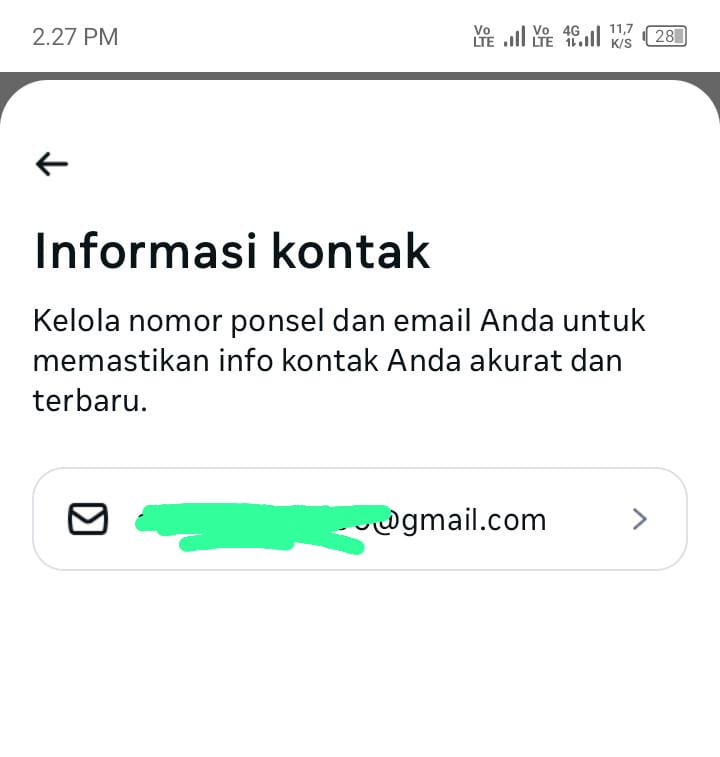 2.27 PM
Vo LTE Vo LTE 4G 11,7 K/S 28
Informasi kontak
Kelola nomor ponsel dan email Anda untuk
memastikan info kontak Anda akurat dan
terbaru.
@gmail.com